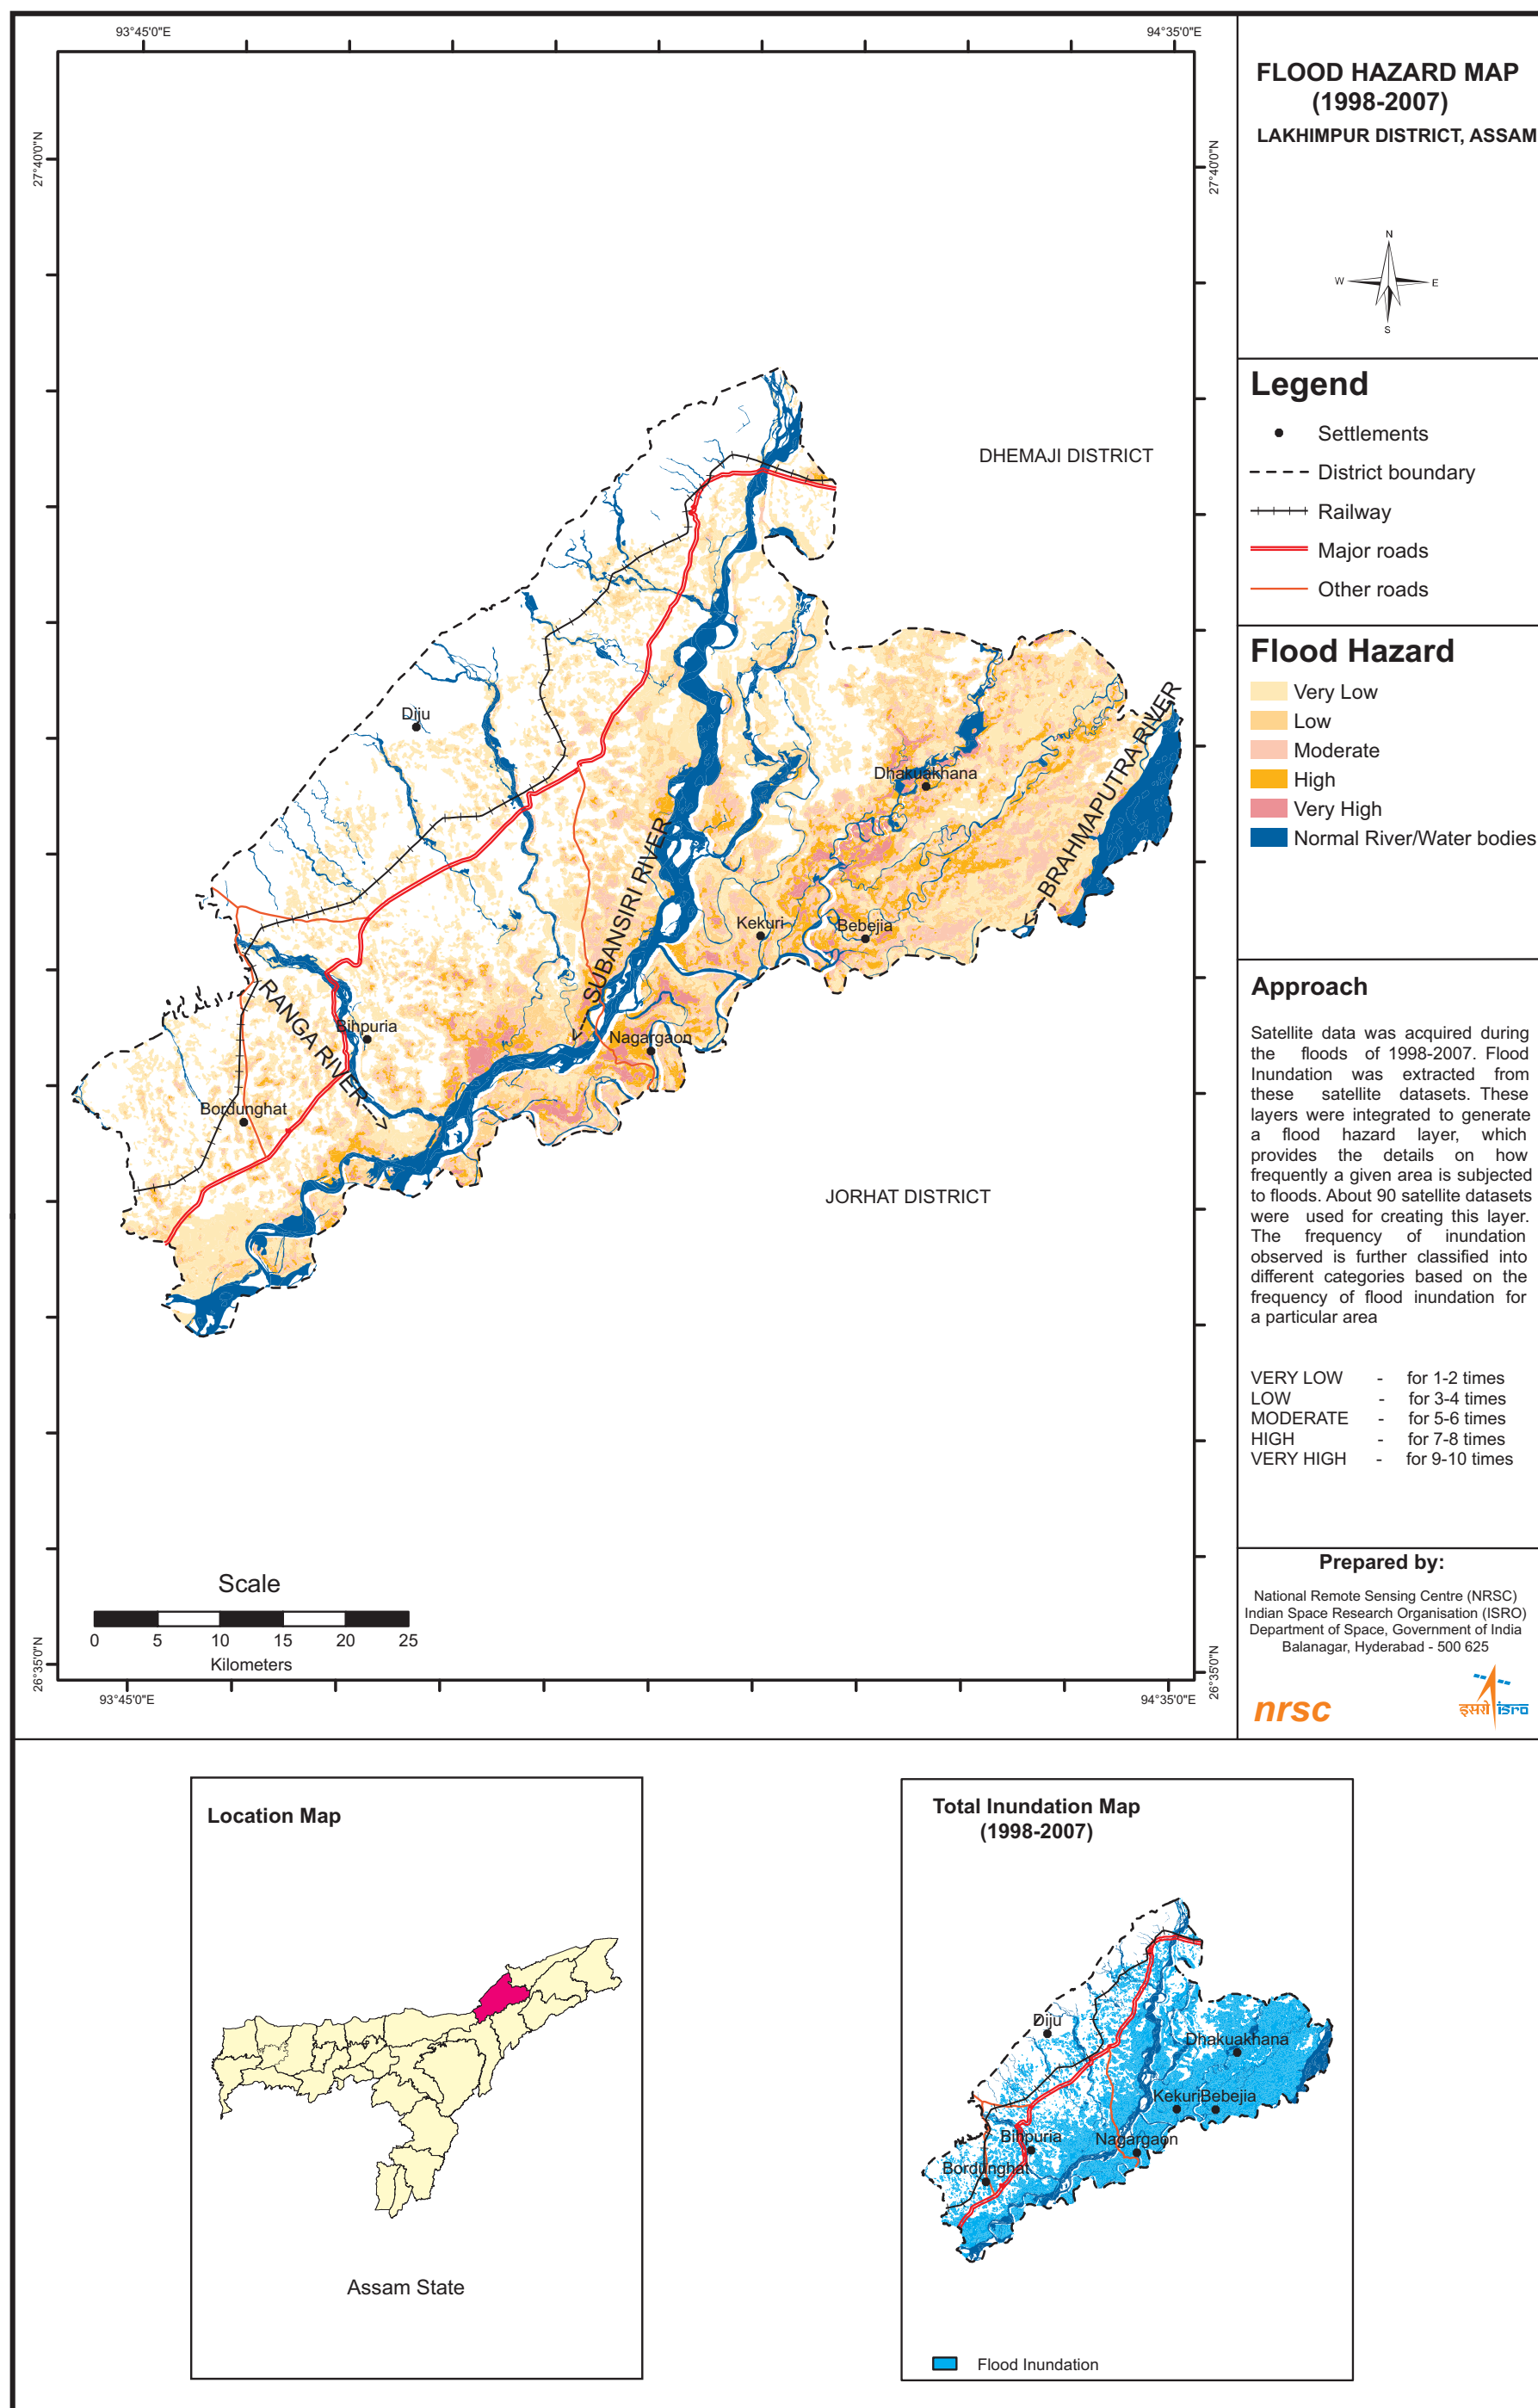 93°45'0"E
94°35'0"E
27°40'0"N
27°40'0"N
FLOOD HAZARD MAP
(1998-2007)
LAKHIMPUR DISTRICT, ASSAM
N
W
E
S
Legend
Settlements
District boundary
Railway
Major roads
Other roads
Flood Hazard
Very Low
Low
Moderate
High
Very High
Normal River/Water bodies
DHEMAJI DISTRICT
Diju
Dhakuakhana
BRAHMAPUTRA RIVER
SUBANSIRI RIVER
Kekuri
Bebejia
RANGA RIVER
Bihpuria
Nagargaon
Bordunghat
JORHAT DISTRICT
Approach
Satellite data was acquired during
the floods of 1998-2007. Flood
Inundation was extracted from
these satellite datasets. These
layers were integrated to generate
a flood hazard layer, which
provides the details on how
frequently a given area is subjected
to floods. About 90 satellite datasets
were used for creating this layer.
The frequency of inundation
observed is further classified into
different categories based on the
frequency of flood inundation for
a particular area
VERY LOW - for 1-2 times
LOW - for 3-4 times
MODERATE - for 5-6 times
HIGH - for 7-8 times
VERY HIGH - for 9-10 times
Scale
0 5 10 15 20 25
Kilometers
26°35'0"N
26°35'0"N
93°45'0"E
94°35'0"E
Prepared by:
National Remote Sensing Centre (NRSC)
Indian Space Research Organisation (ISRO)
Department of Space, Government of India
Balanagar, Hyderabad - 500 625
nrsc
इसरो isro
Location Map
Assam State
Total Inundation Map
(1998-2007)
Diju
Dhakuakhana
Kekuri Bebejia
Bihpuria
Nagargaon
Bordunghat
Flood Inundation